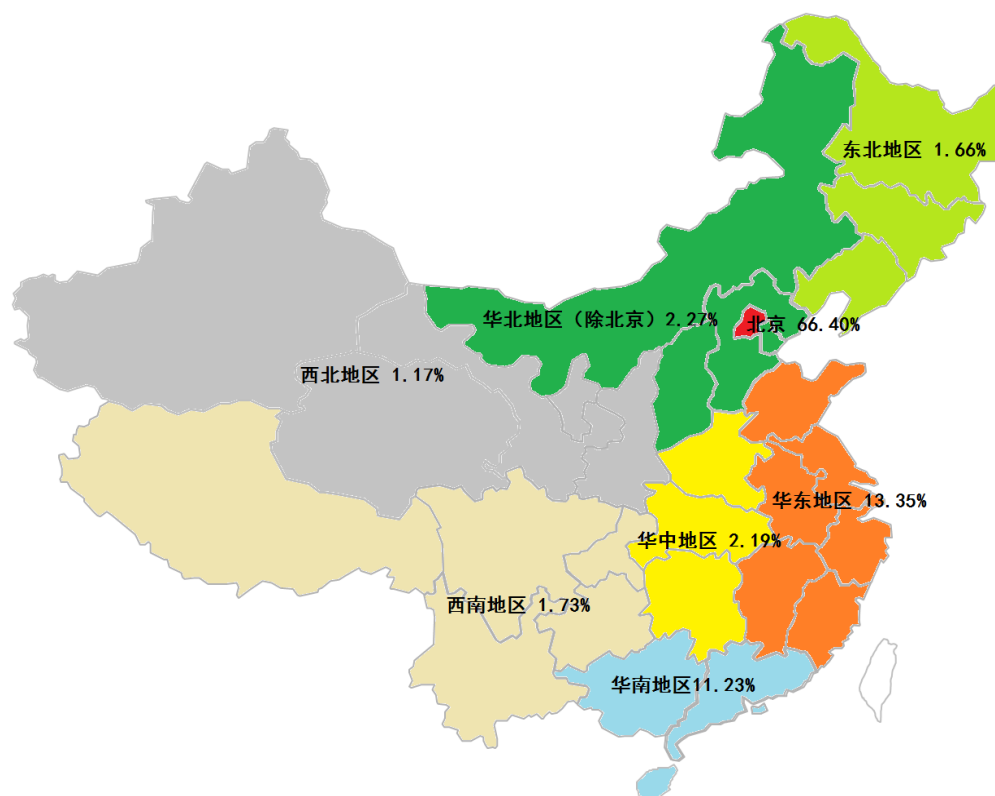 东北地区 1.66%
华北地区（除北京）2.27%
北京 66.40%
西北地区 1.17%
华东地区 13.35%
华中地区 2.19%
西南地区 1.73%
华南地区11.23%